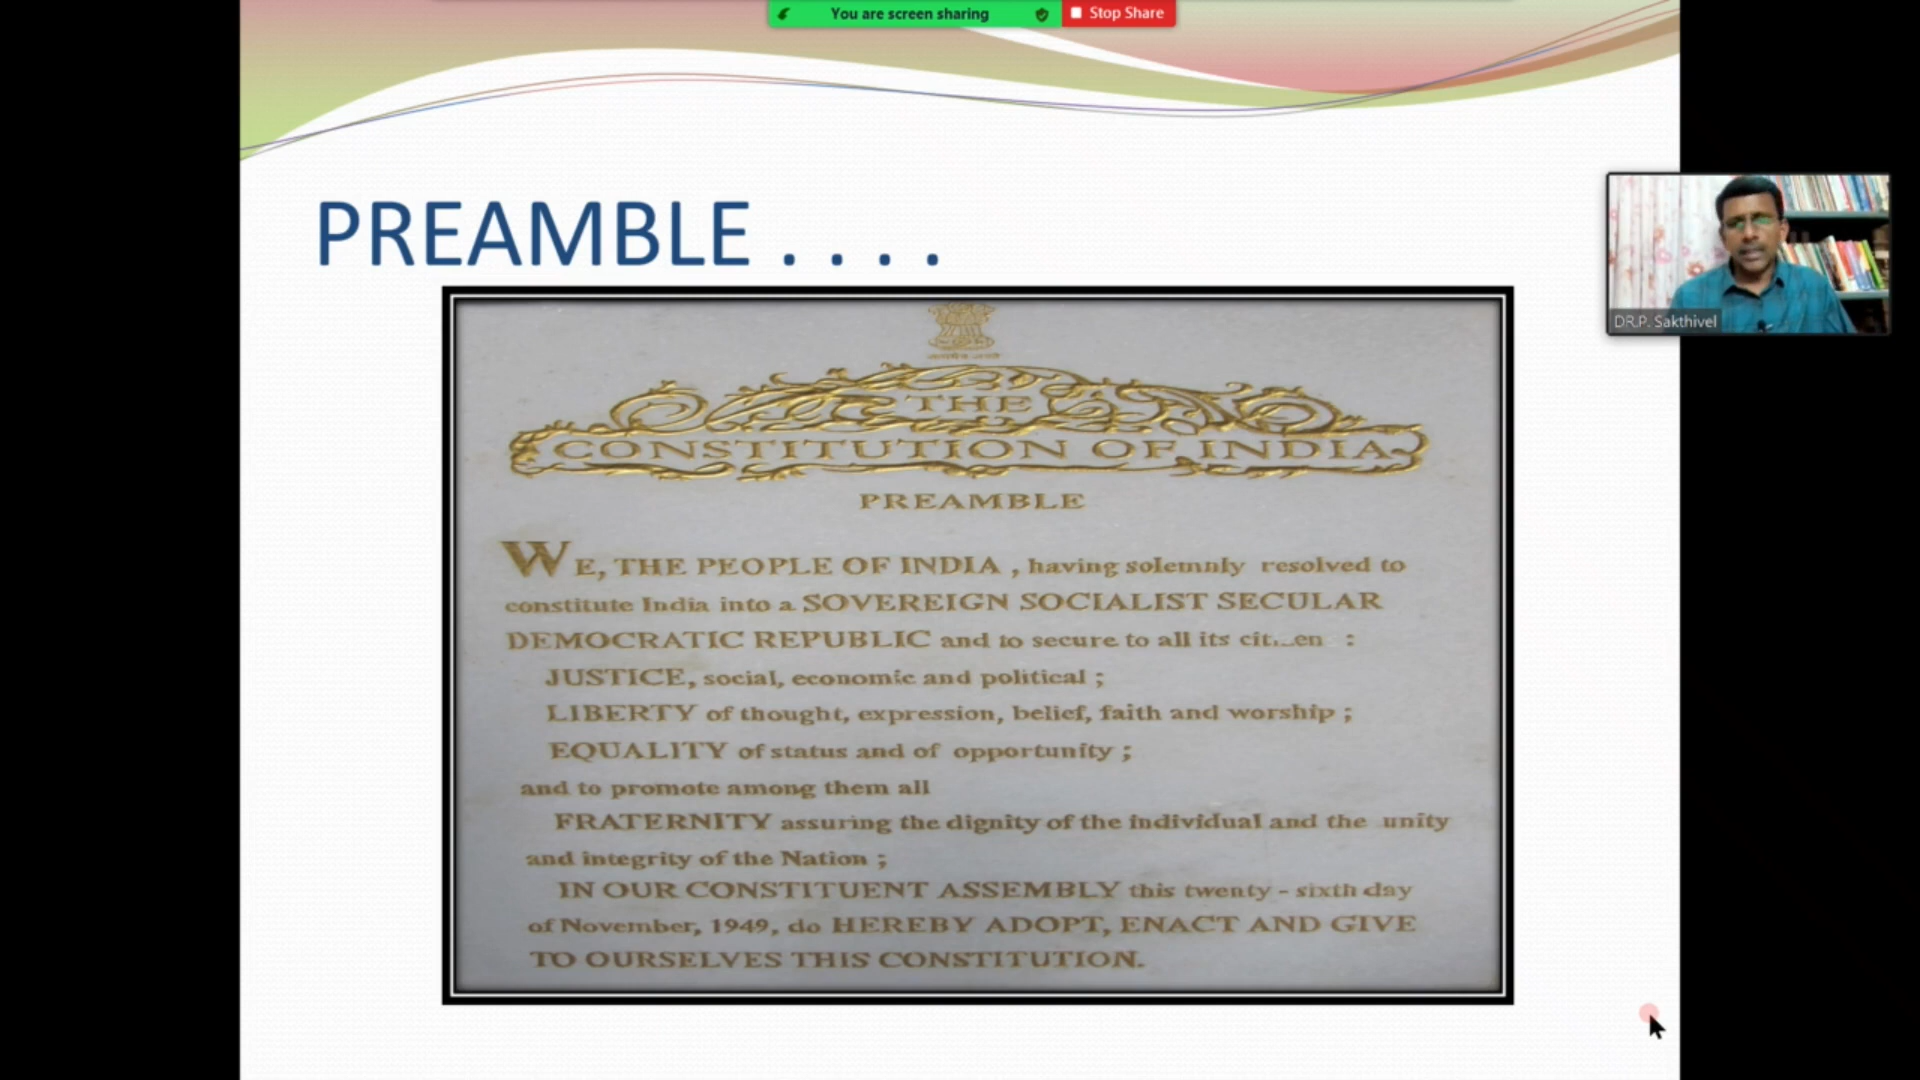 You are screen sharing
Stop Share
PREAMBLE . . . .
DR.P. Sakthivel
THE
CONSTITUTION OF INDIA
PREAMBLE
WE, THE PEOPLE OF INDIA , having solemnly resolved to
constitute India into a SOVEREIGN SOCIALIST SECULAR
DEMOCRATIC REPUBLIC and to secure to all its :
JUSTICE, social, economic and political ;
LIBERTY of thought, expression, belief, faith and worship ;
EQUALITY of status and of opportunity ;
and to promote among them all
FRATERNITY assuring the dignity of the individual and the unity
and integrity of the Nation ;
IN OUR CONSTITUENT ASSEMBLY this twenty - sixth day
of November, 1949, do HEREBY ADOPT, ENACT AND GIVE
TO OURSELVES THIS CONSTITUTION.